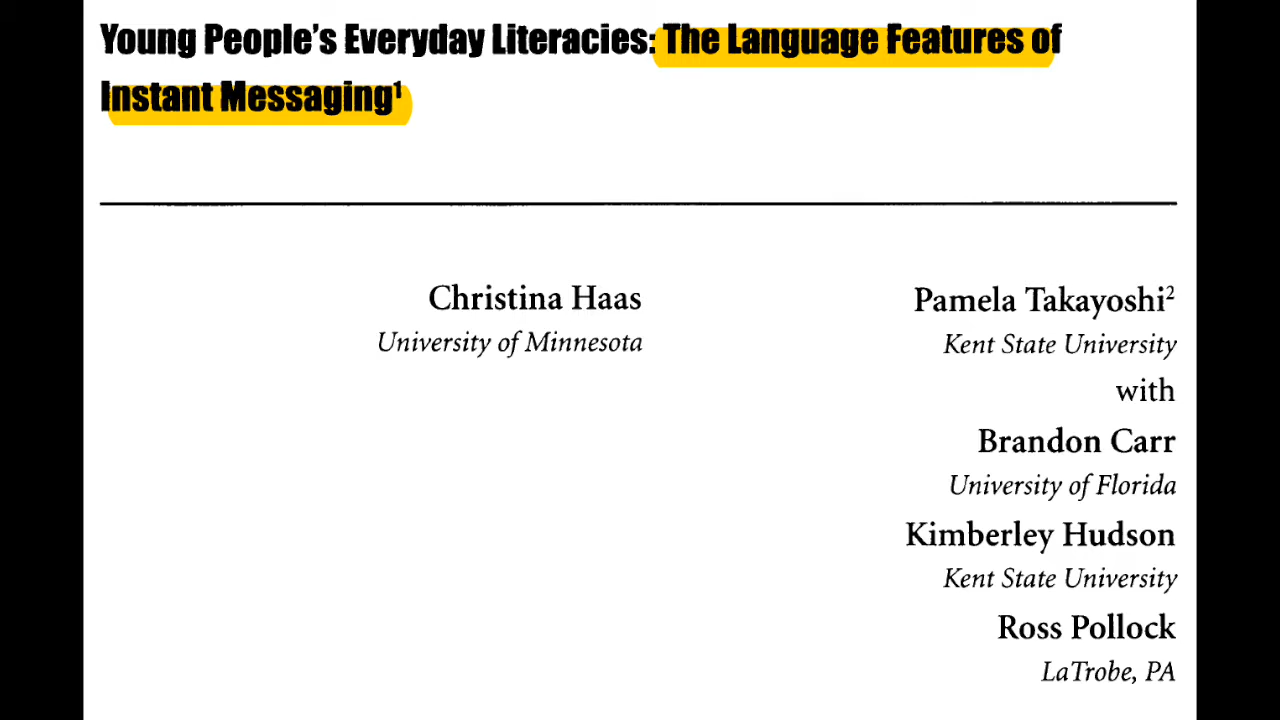 Young People's Everyday Literacies: The Language Features of
Instant Messaging¹
Christina Haas
University of Minnesota
Pamela Takayoshi²
Kent State University
with
Brandon Carr
University of Florida
Kimberley Hudson
Kent State University
Ross Pollock
LaTrobe, PA